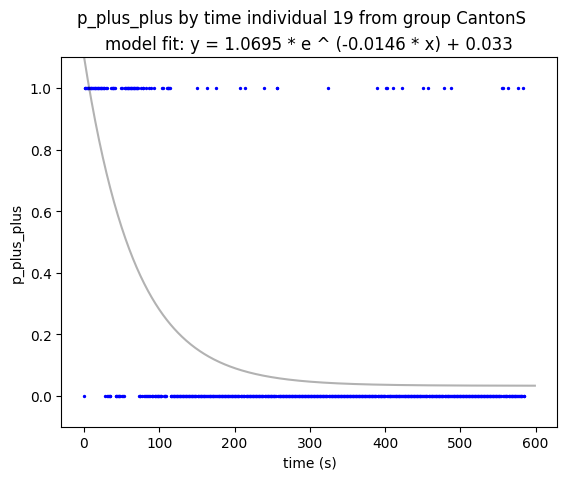 p_plus_plus by time individual 19 from group CantonS
model fit: y = 1.0695 * e ^ (-0.0146 * x) + 0.033
1.0
0.8
0.6
0.4
0.2
0.0
p_plus_plus
0 100 200 300 400 500 600
time (s)